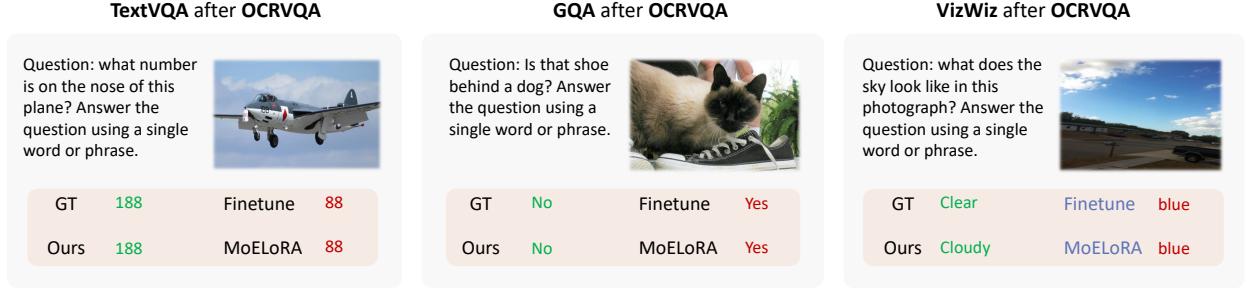 TextVQA after OCRVQA
Question: what number
is on the nose of this
plane? Answer the
question using a single
word or phrase.
GT 188 Finetune 88
Ours 188 MoELoRA 88
GQA after OCRVQA
Question: Is that shoe
behind a dog? Answer
the question using a
single word or phrase.
GT No Finetune Yes
Ours No MoELoRA Yes
VizWiz after OCRVQA
Question: what does the
sky look like in this
photograph? Answer the
question using a single
word or phrase.
GT Clear Finetune blue
Ours Cloudy MoELoRA blue